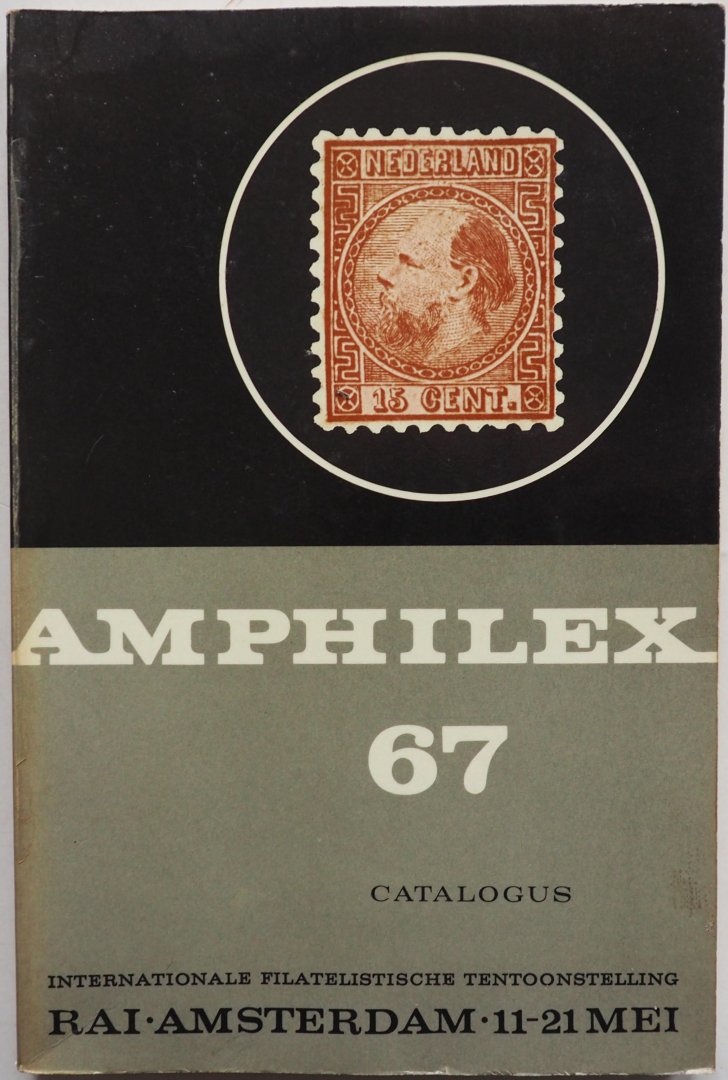 NEDERLAND
15 CENT.
AMPHILEX
67
CATALOGUS
INTERNATIONALE FILATELISTISCHE TENTOONSTELLING
RAI·AMSTERDAM·11-21 MEI